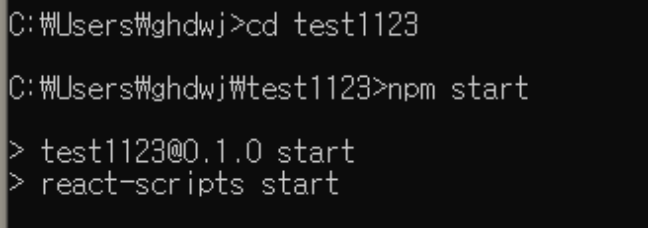 C:₩Users₩ghdwj>cd test1123
C:₩Users₩ghdwj₩test1123>npm start
> test1123@0.1.0 start
> react-scripts start